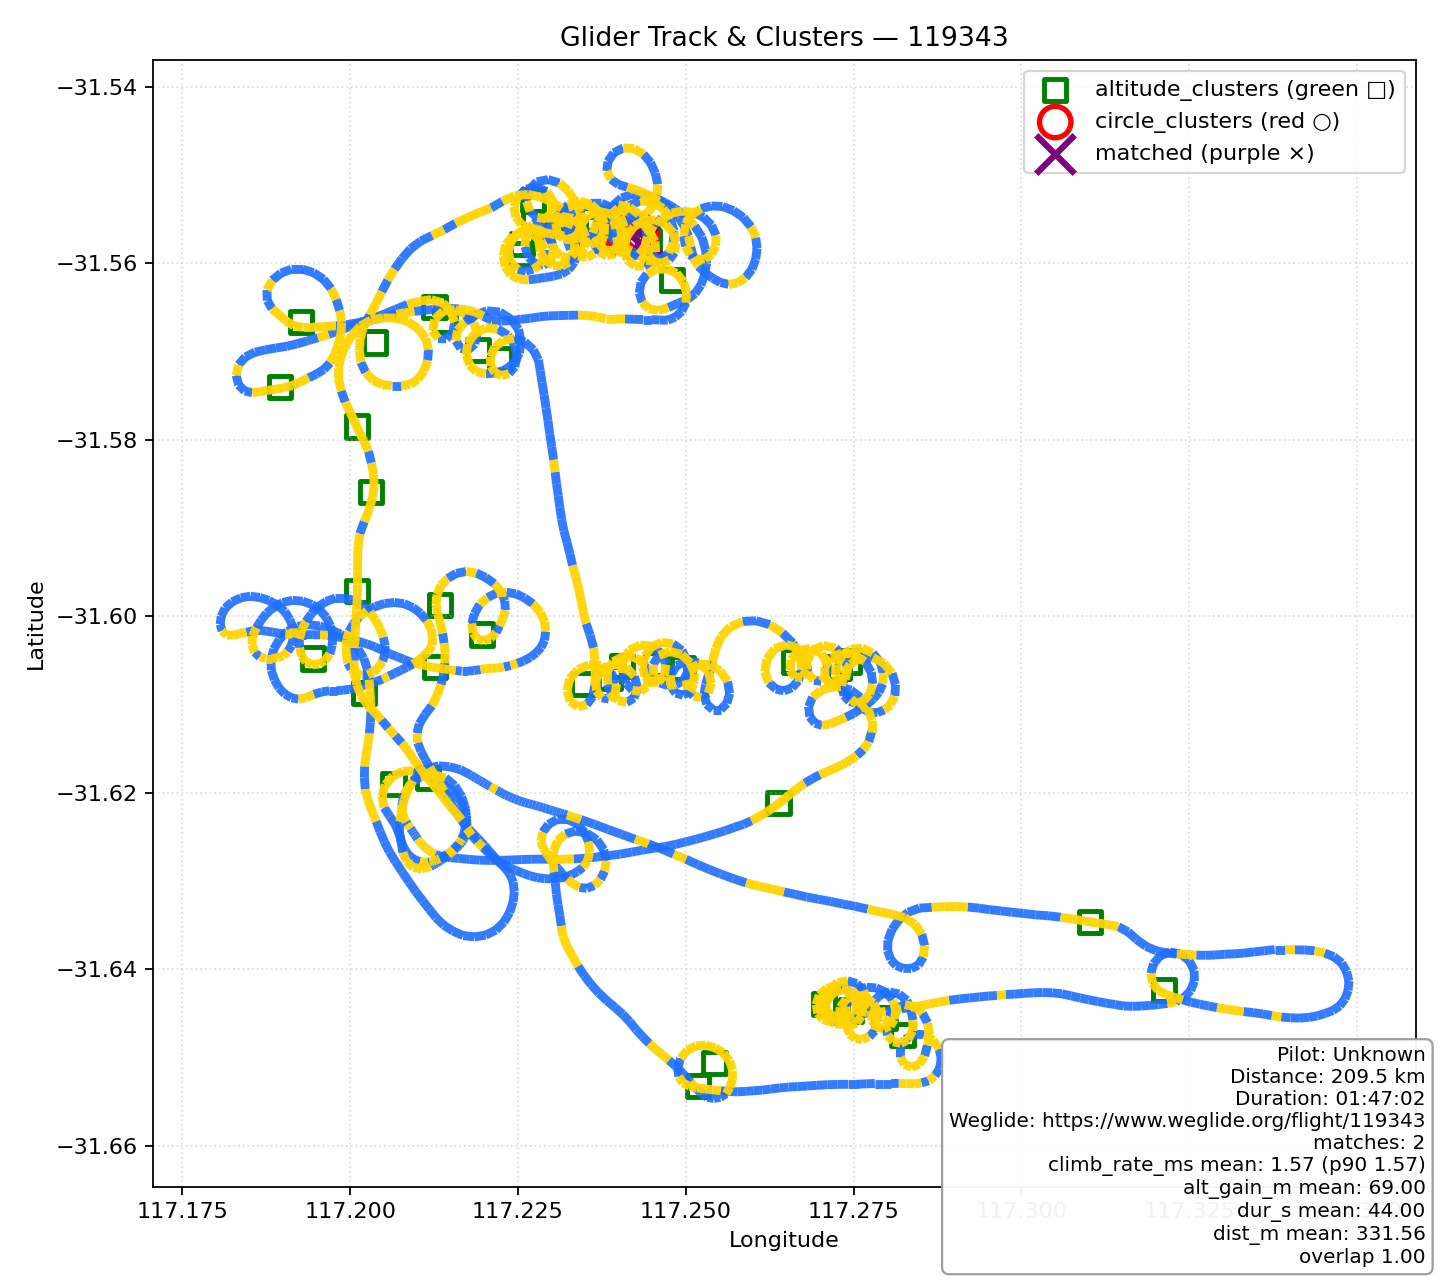 Glider Track & Clusters — 119343
altitude_clusters (green □)
circle_clusters (red ○)
matched (purple ×)
Latitude
−31.54
−31.56
−31.58
−31.60
−31.62
−31.64
−31.66
Pilot: Unknown
Distance: 209.5 km
Duration: 01:47:02
Weglide: https://www.weglide.org/flight/119343
matches: 2
climb_rate_ms mean: 1.57 (p90 1.57)
alt_gain_m mean: 69.00
dur_s mean: 44.00
dist_m mean: 331.56
overlap 1.00
117.175 117.200 117.225 117.250 117.275 117.300 117.325
Longitude